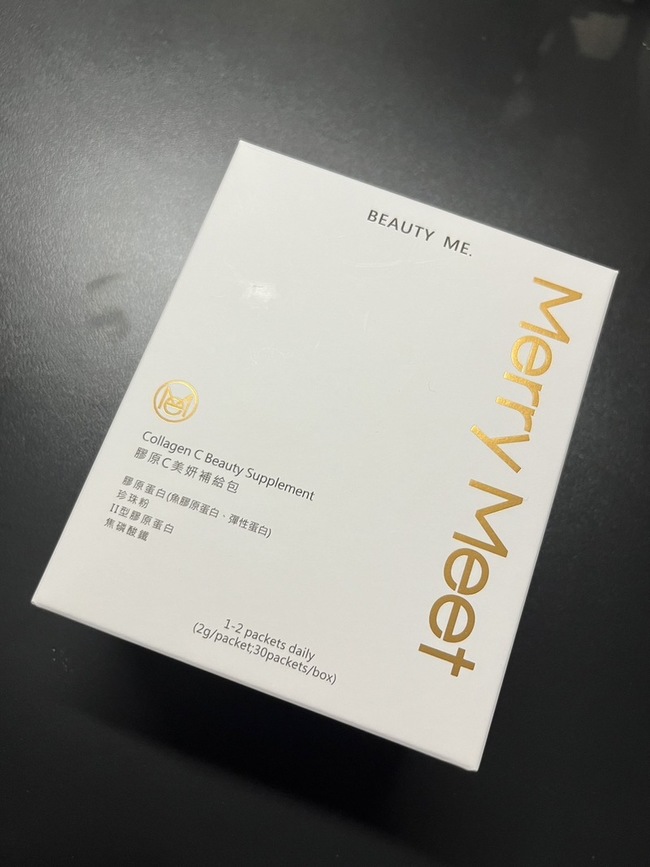 BEAUTY ME.
Merry Meet
Collagen C Beauty Supplement
膠原C美妍補給包
膠原蛋白(魚膠原蛋白、彈性蛋白)
珍珠粉
II型膠原蛋白
焦磷酸鐵
1-2 packets daily
(2g/packet;30packets/box)